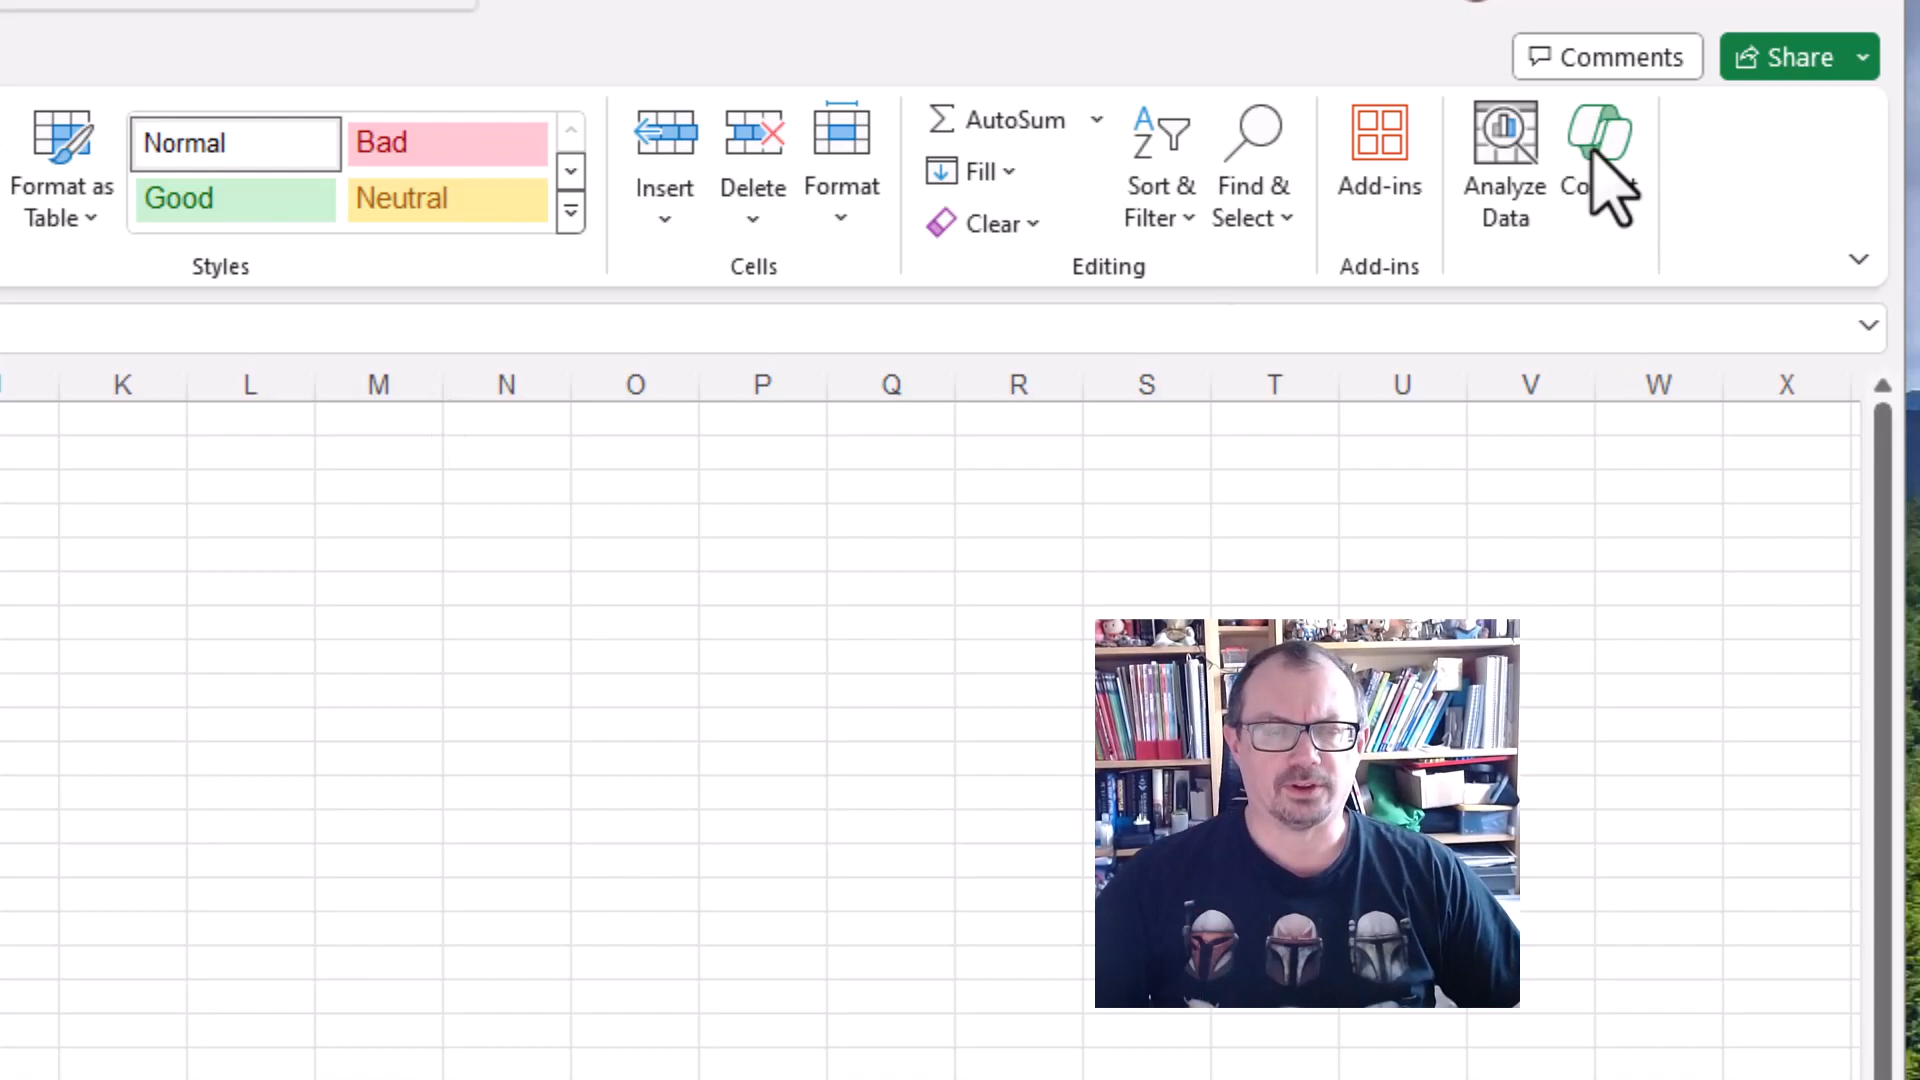 Comments
Share
Format as
Table
Normal
Bad
Good
Neutral
Styles
Insert
Delete
Format
Cells
AutoSum
Fill
Clear
Sort &
Filter
Find &
Select
Editing
Add-ins
Add-ins
Analyze
Data
K L M N O P Q R S T U V W X